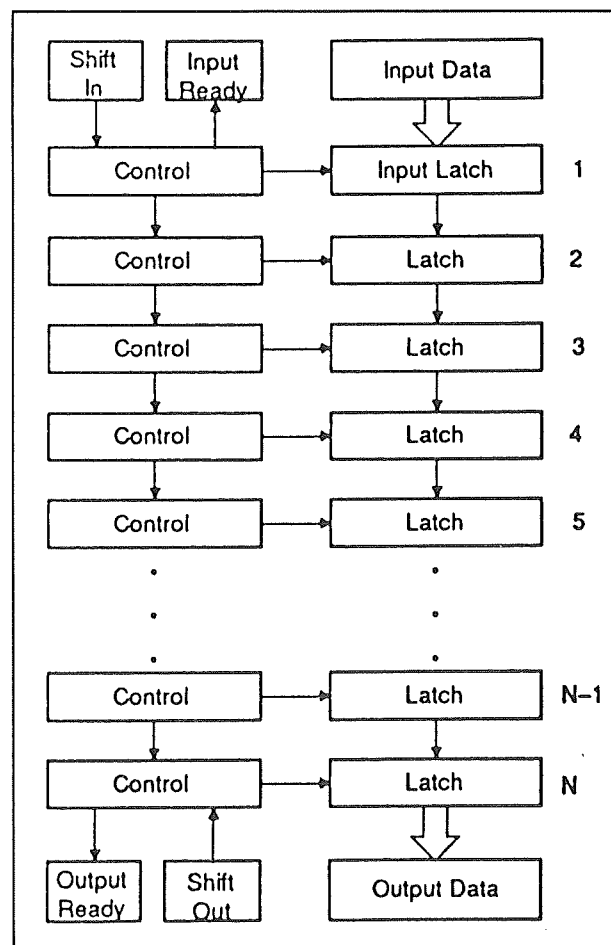 Shift In
Input Ready
Input Data
Control
Input Latch
1
Control
Latch
2
Control
Latch
3
Control
Latch
4
Control
Latch
5
Control
Latch
N–1
Control
Latch
N
Output Ready
Shift Out
Output Data